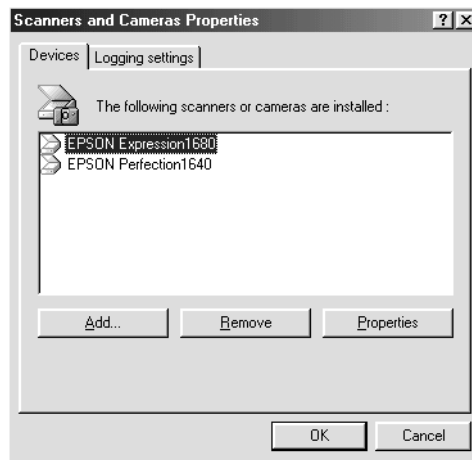 Scanners and Cameras Properties
Devices
Logging settings
The following scanners or cameras are installed :
EPSON Expression1680
EPSON Perfection1640
Add...
Remove
Properties
OK
Cancel